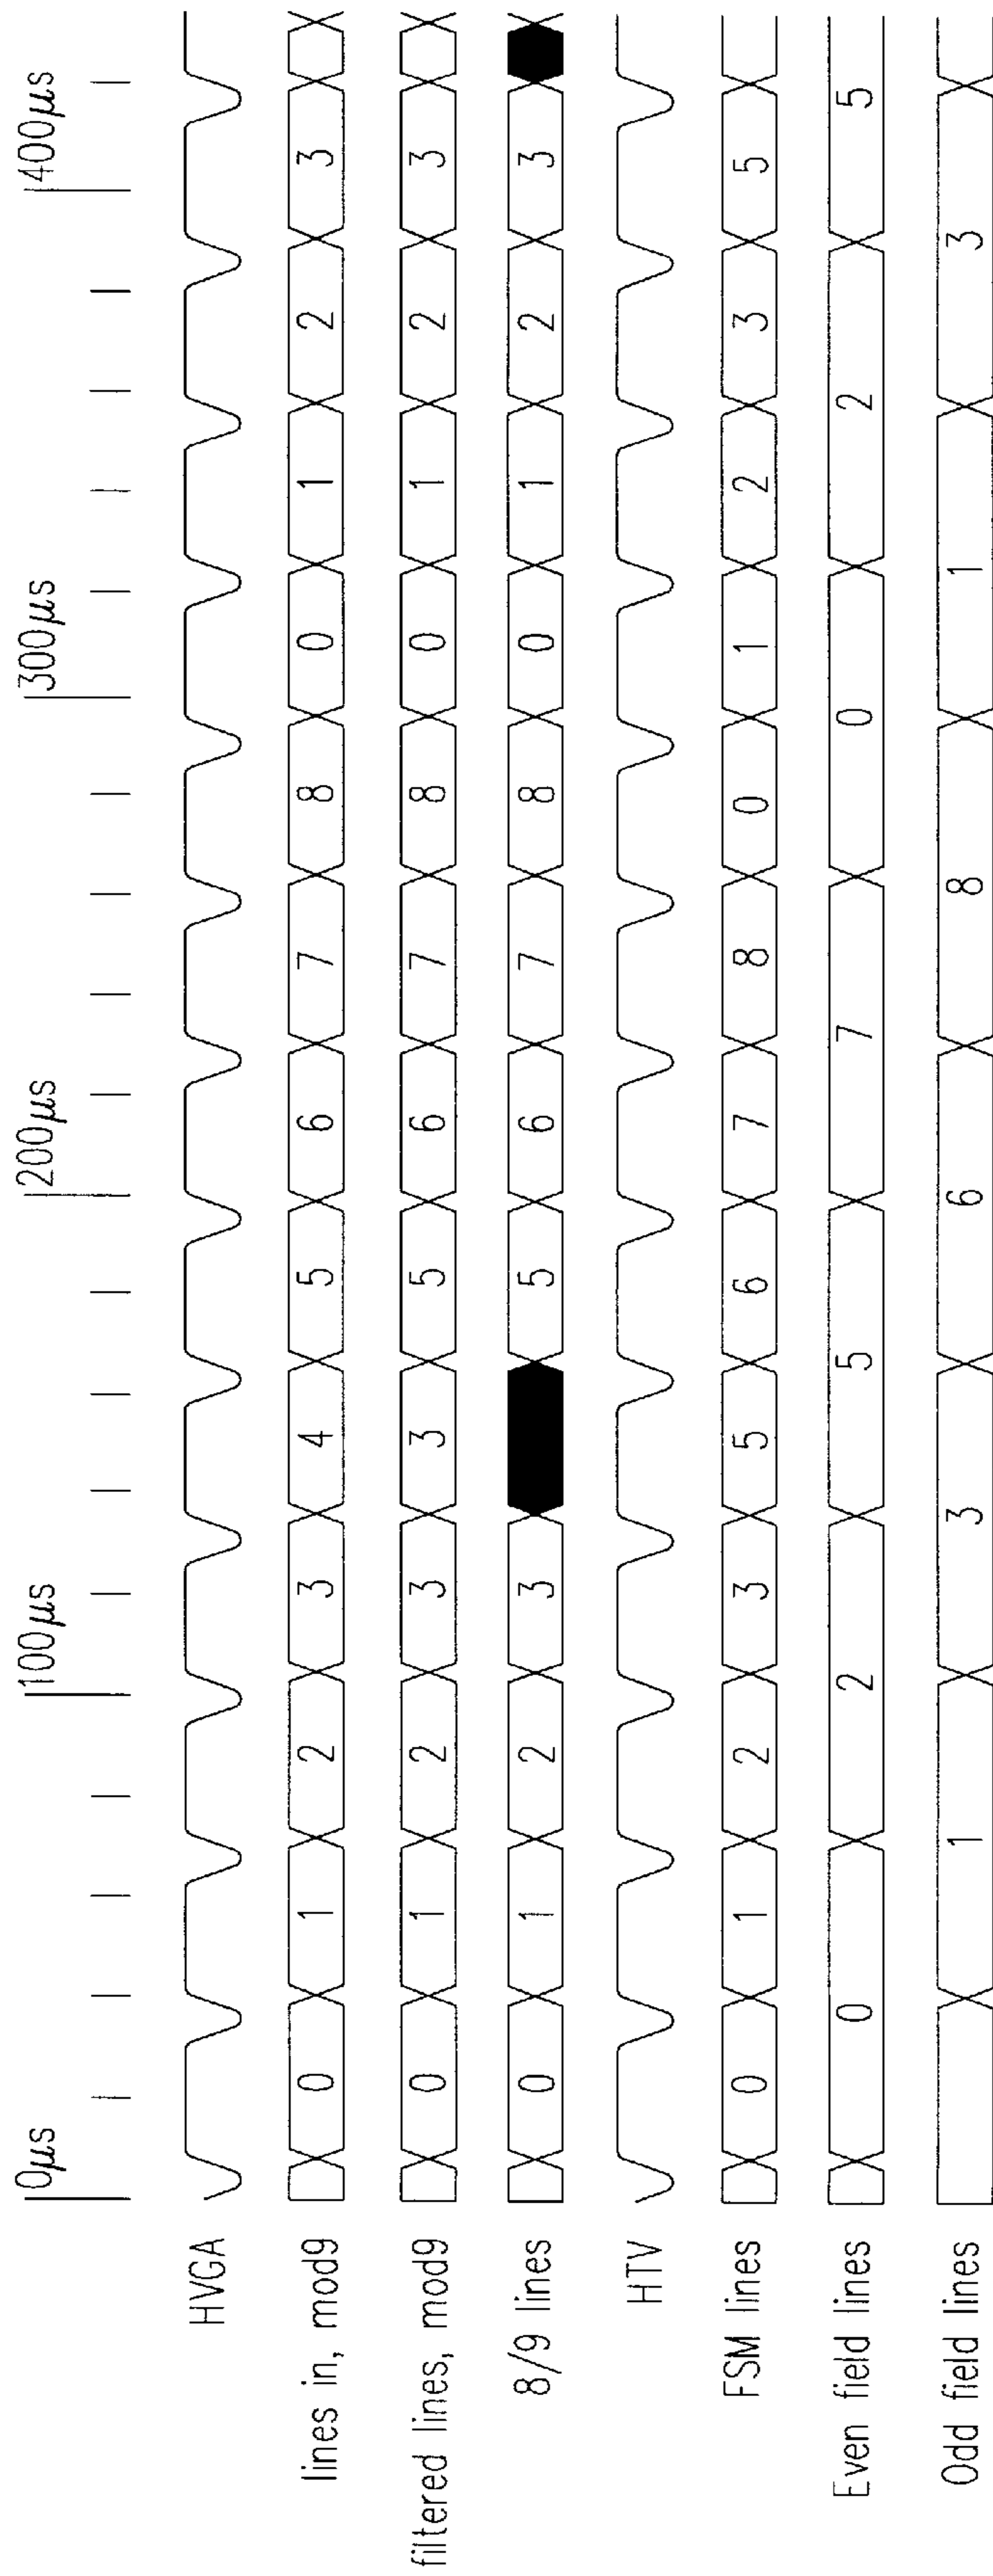 0μs 100μs 200μs 300μs 400μs
HVGA
lines in, mod9 0 1 2 3 4 5 6 7 8 0 1 2 3
filtered lines, mod9 0 1 2 3 3 5 6 7 8 0 1 2 3
8/9 lines 0 1 2 3 5 6 7 8 0 1 2 3
HTV
FSM lines 0 1 2 3 5 6 7 8 0 1 2 3 5
Even field lines 0 2 5 7 0 2 5
Odd field lines 1 3 6 8 1 3